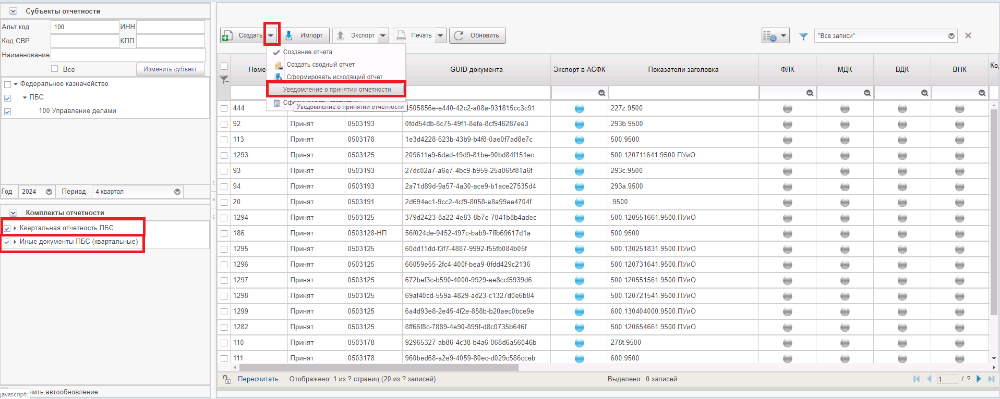 Субъекты отчетности
Альт код 100 ИНН
Код СВР КПП
Наименование
Все Изменить субъект
Федеральное казначейство
ПБС
100 Управление делами
Год 2024 Период 4 квартал
Комплекты отчетности
Квартальная отчетность ПБС
Иные документы ПБС (квартальные)
чить автообновление
javascript:;
Создать Импорт Экспорт Печать Обновить "Все записи"
Создание отчета
Создать сводный отчет
Сформировать исходящий отчет
Уведомление о принятии отчетности
Уведомление о принятии отчетности
Номе GUID документа Экспорт в АСФК Показатели заголовка ФЛК МДК ВДК ВНК Ко
444 4505856e-e440-42c2-a08a-931815cc3c91 227z.9500
92 Принят 0503193 0fdd54db-8c75-49f1-8efe-8cf946287ee3 293b.9500
113 Принят 0503178 1e3d4228-623b-43b9-b4f8-0ae0f7ad8e7c 500.9500
1293 Принят 0503125 209611a9-6dad-49d9-81be-90bd84f151ec 500.120711641.9500.ПУиО
93 Принят 0503193 27dc02a7-a6e7-4bc9-b959-25a065f81a6f 293c.9500
94 Принят 0503193 2a71d89d-9a57-4a30-ace9-b1ace27535d4 293a.9500
20 Принят 0503191 2d694ec1-9cc2-4cf9-8058-a8a99ae4704f .9500
1294 Принят 0503125 379d2423-8a22-4e83-8b7e-7041b8b4adec 500.120551661.9500.ПУиО
186 Принят 0503128-НП 56f024de-9452-497c-bab9-7ffb69617d1a 500.9500
1295 Принят 0503125 60dd11dd-f3f7-4887-9992-f55fb084b05f 500.130251831.9500.ПУиО
1296 Принят 0503125 66059e55-2fc4-400f-bea9-0fdd429c2136 500.120731641.9500.ПУиО
1297 Принят 0503125 672bef3c-b590-4000-9929-ae8ccf5939d6 500.120551561.9500.ПУиО
1298 Принят 0503125 69af40cd-559a-4829-ad23-c1327d0e6b84 500.120721541.9500.ПУиО
1299 Принят 0503125 6a4d93e8-2e45-4f2e-858b-b20aec0bce9e 600.130404000.9500.ПУиО
1282 Принят 0503125 8ff66f8c-7889-4e90-899f-d8c0735b646f 500.120654661.9500.ПУиО
110 Принят 0503178 92965327-ab86-4c38-b4a6-068d6a56046b 278t.9500
111 Принят 0503178 960bed68-a2e9-4059-80ec-d029c586cceb 600.9500
Пересчитать... Отображено: 1 из ? страниц (20 из ? записей) Выделено: 0 записей 1 / ?